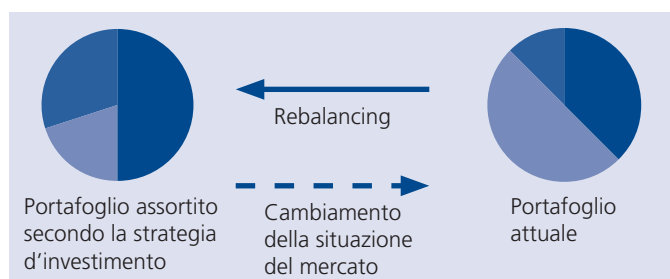 Rebalancing
Portafoglio assortito
secondo la strategia
d'investimento
Cambiamento
della situazione
del mercato
Portafoglio
attuale